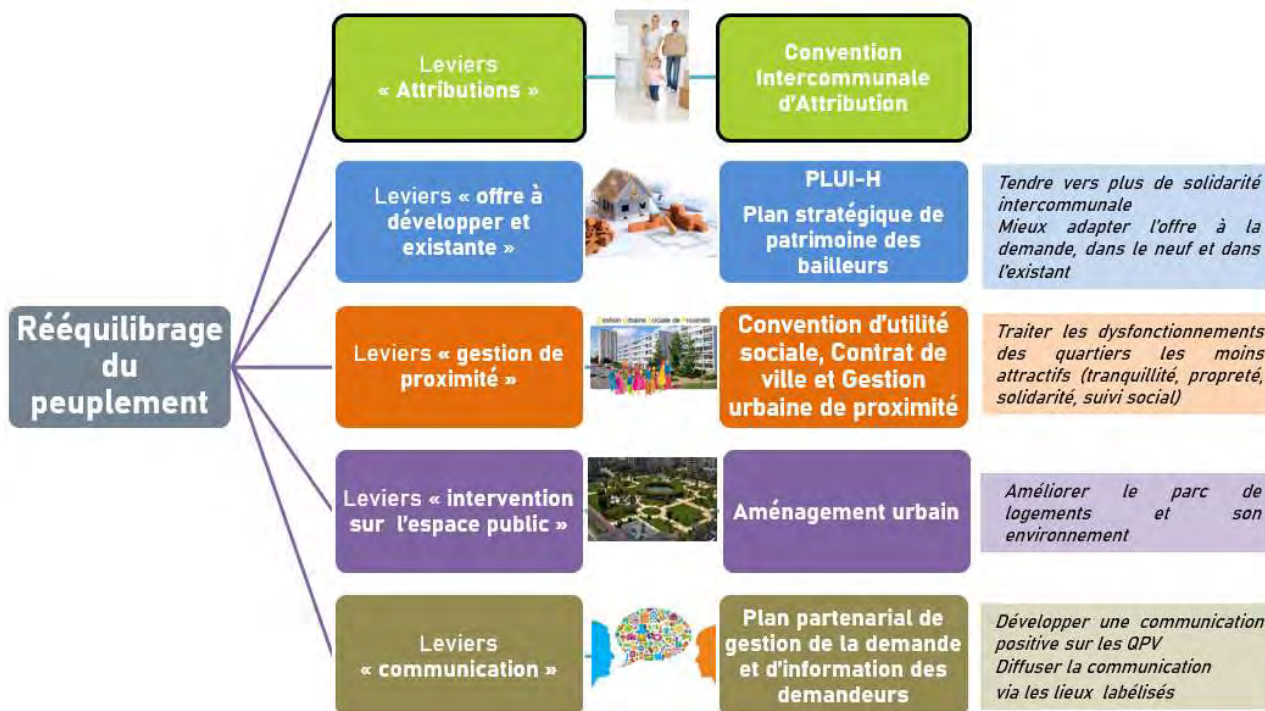 Leviers
« Attributions »
Convention
Intercommunale
d'Attribution
Leviers « offre à
développer et
existante »
PLUI-H
Plan stratégique de
patrimoine des
bailleurs
Tendre vers plus de solidarité
intercommunale
Mieux adapter l'offre à la
demande, dans le neuf et dans
l'existant
Rééquilibrage
du
peuplement
Leviers « gestion de
proximité »
Gestion Urbaine Sociale de Proximité
Convention d'utilité
sociale, Contrat de
ville et Gestion
urbaine de proximité
Traiter les dysfonctionnements
des quartiers les moins
attractifs (tranquillité, propreté,
solidarité, suivi social)
Leviers « intervention
sur l'espace public »
Aménagement urbain
Améliorer le parc de
logements et son
environnement
Leviers
« communication »
Plan partenarial de
gestion de la demande
et d'information des
demandeurs
Développer une communication
positive sur les QPV
Diffuser la communication
via les lieux labélisés